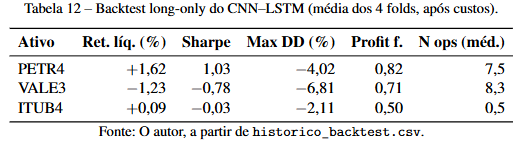 Tabela 12 – Backtest long-only do CNN–LSTM (média dos 4 folds, após custos).
Ativo Ret. líq. (%) Sharpe Max DD (%) Profit f. N ops (méd.)
PETR4 +1,62 1,03 −4,02 0,82 7,5
VALE3 −1,23 −0,78 −6,81 0,71 8,3
ITUB4 +0,09 −0,03 −2,11 0,50 0,5
Fonte: O autor, a partir de historico_backtest.csv.